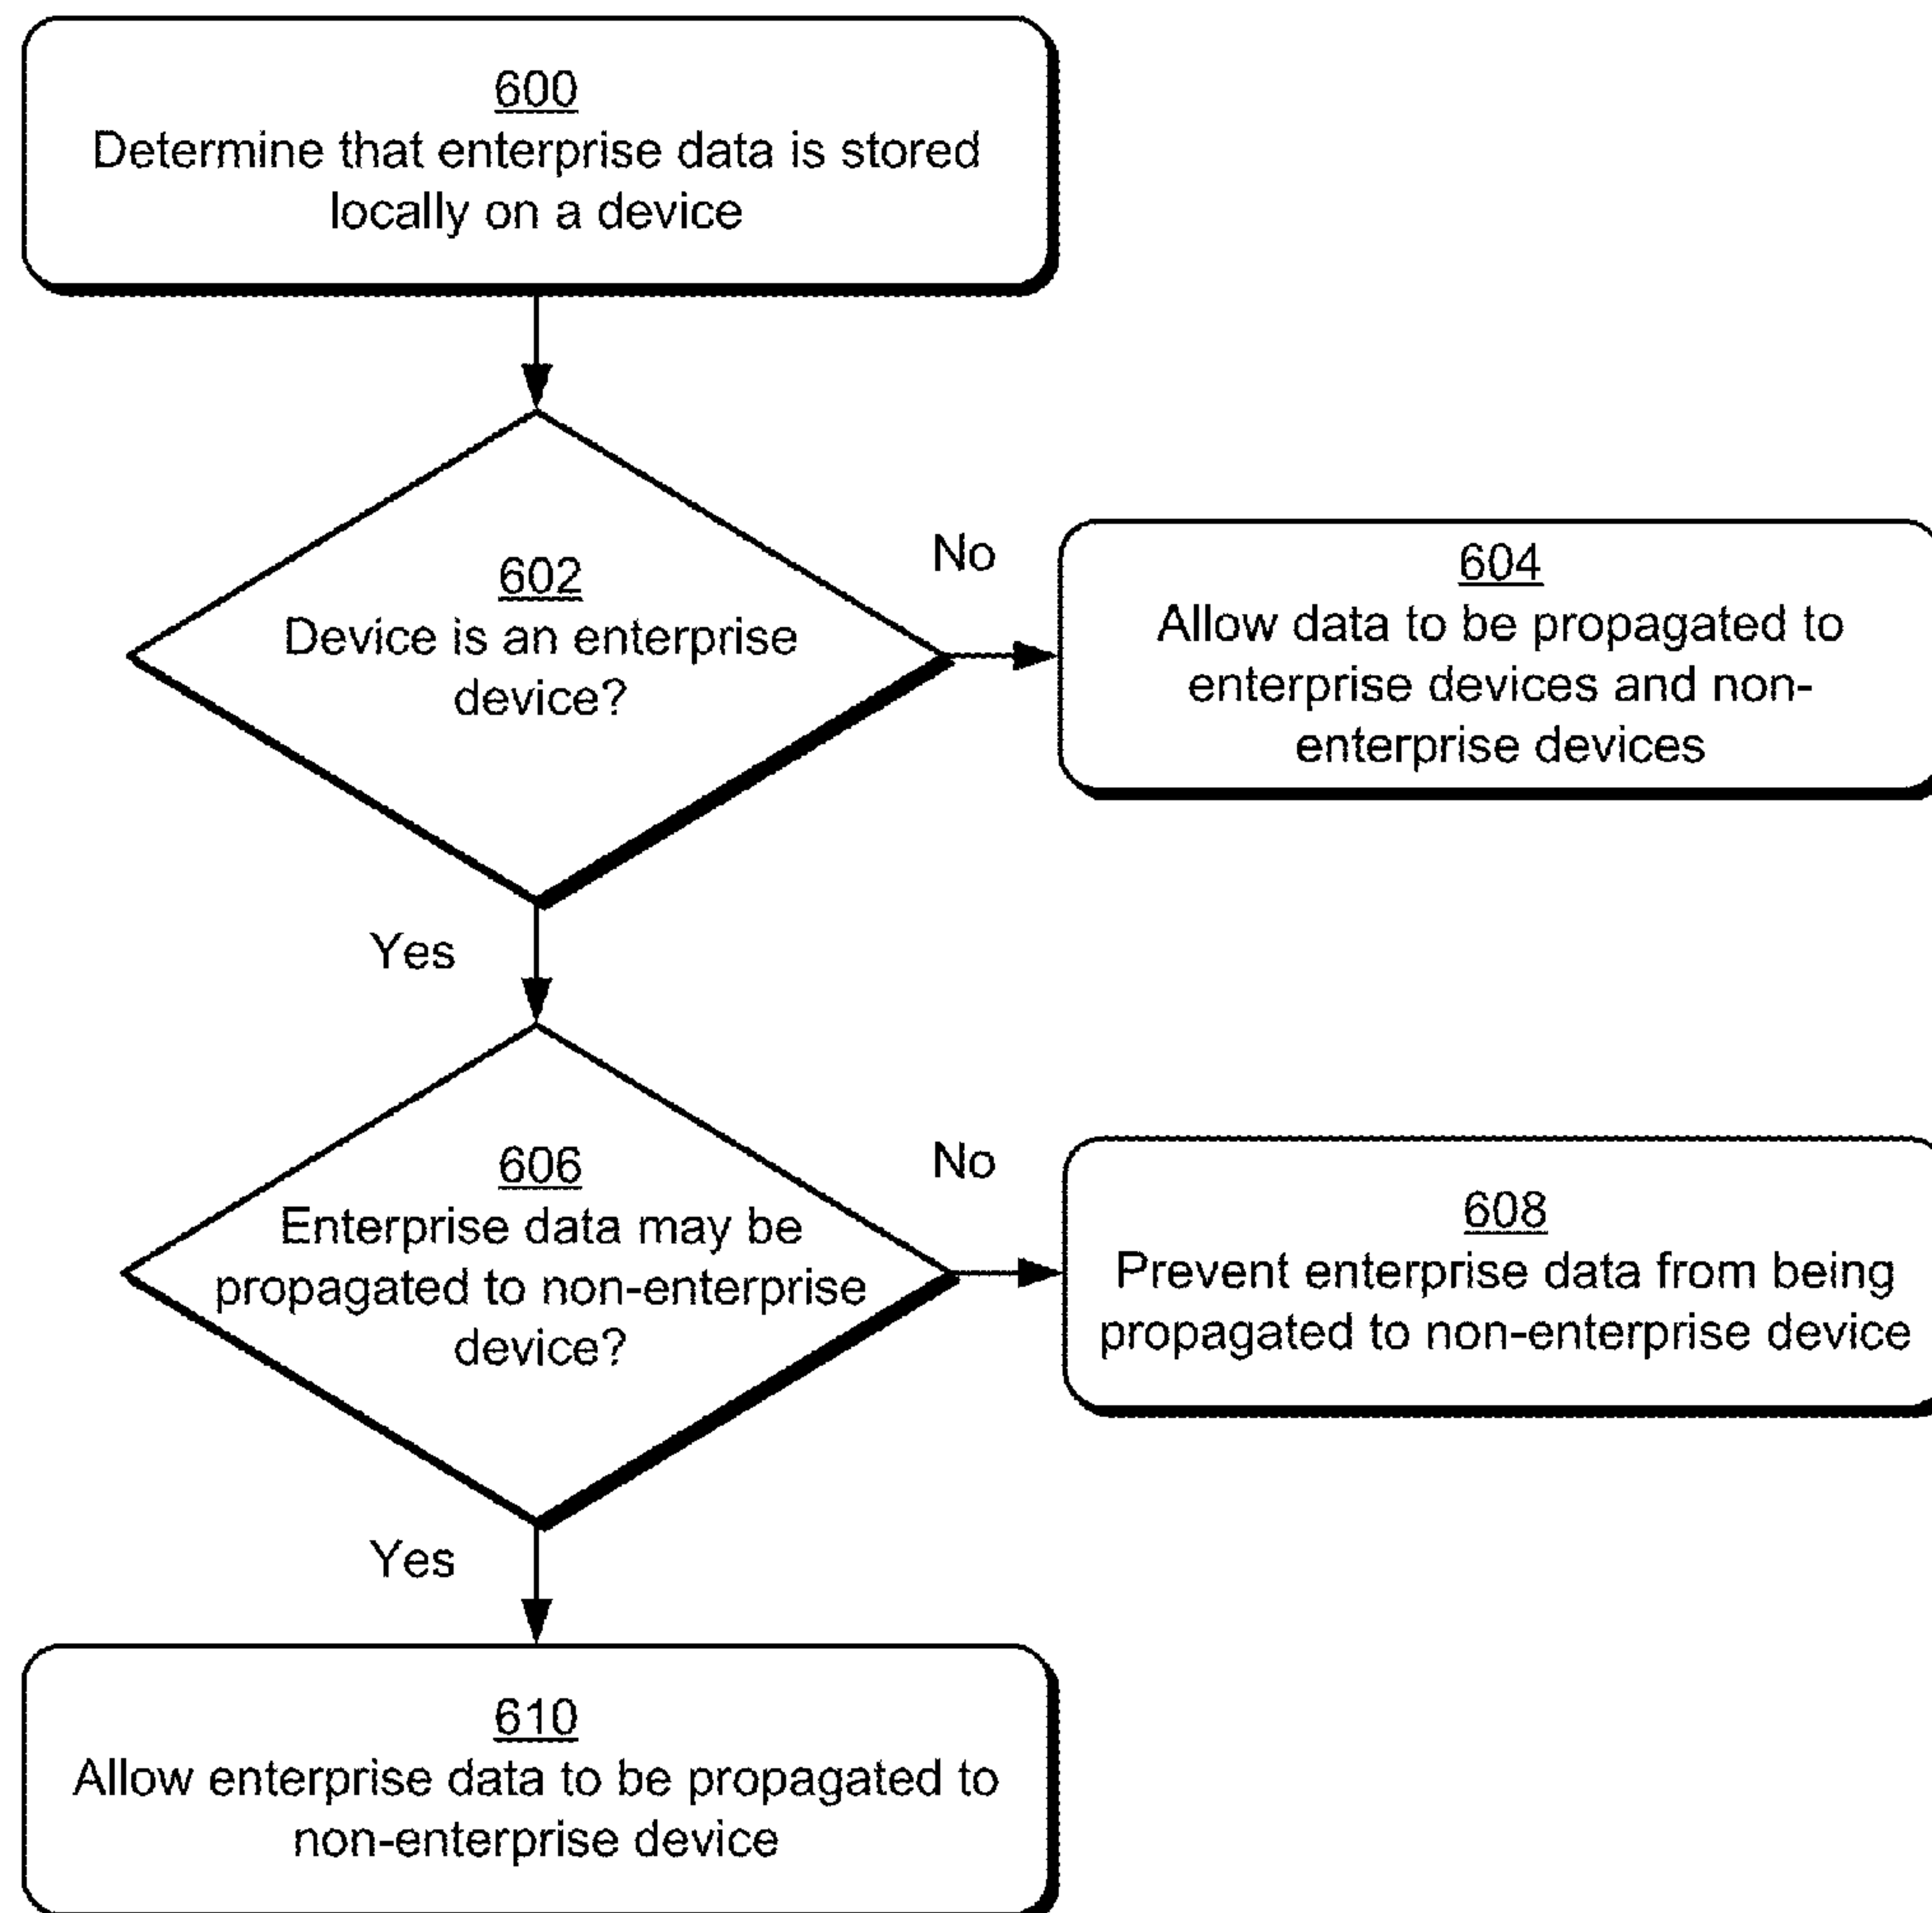 600
Determine that enterprise data is stored
locally on a device
602
Device is an enterprise
device?
No
604
Allow data to be propagated to
enterprise devices and non-
enterprise devices
Yes
606
Enterprise data may be
propagated to non-enterprise
device?
No
608
Prevent enterprise data from being
propagated to non-enterprise device
Yes
610
Allow enterprise data to be propagated to
non-enterprise device